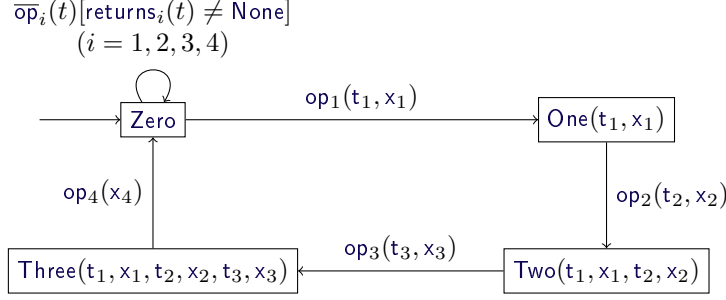 op̅ᵢ(t)[returnsᵢ(t) ≠ None]
(i = 1, 2, 3, 4)
op₁(t₁, x₁)
Zero
One(t₁, x₁)
op₄(x₄)
op₂(t₂, x₂)
op₃(t₃, x₃)
Three(t₁, x₁, t₂, x₂, t₃, x₃)
Two(t₁, x₁, t₂, x₂)